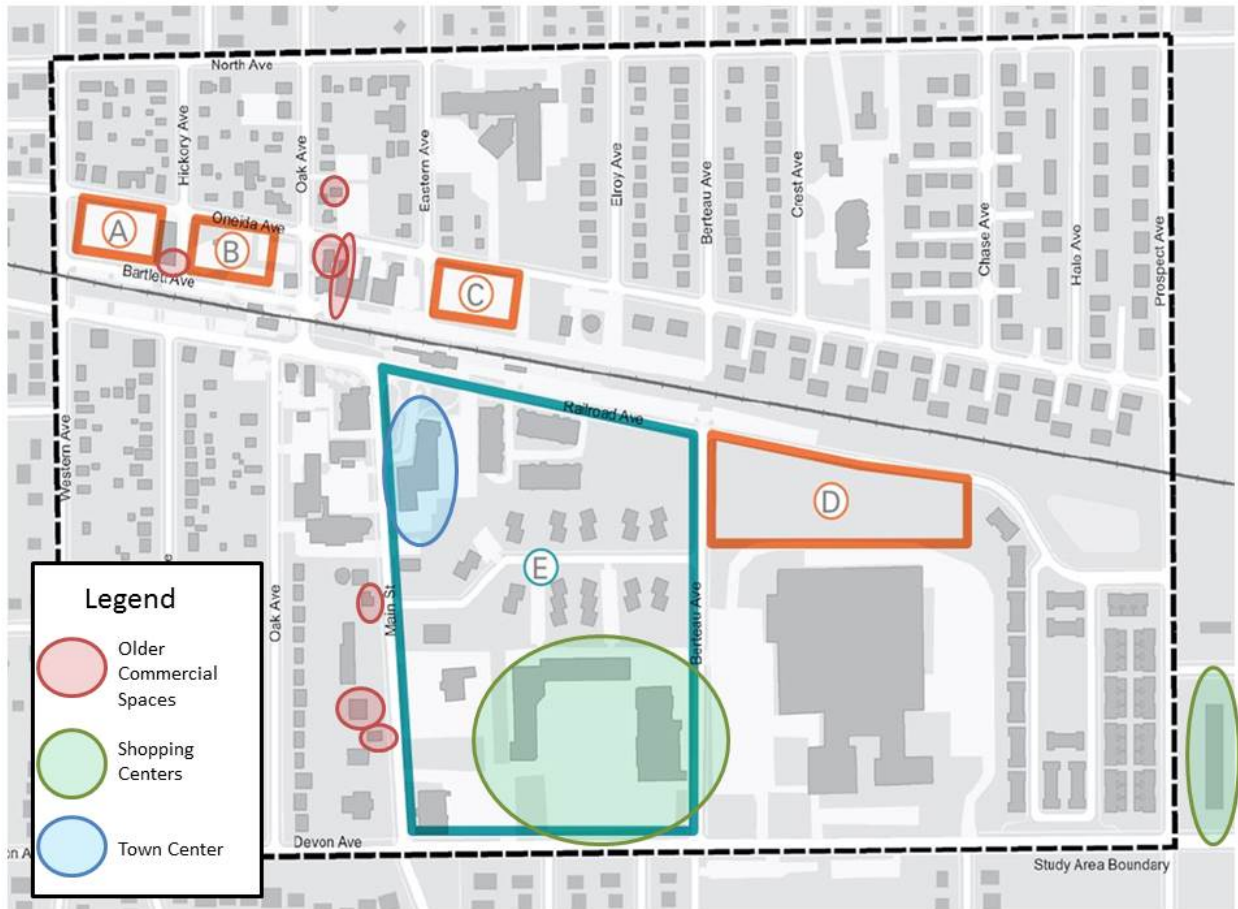 North Ave
Hickory Ave
Oak Ave
Eastern Ave
Elroy Ave
Berteau Ave
Crest Ave
Chase Ave
Hale Ave
Prospect Ave
Oneida Ave
A
B
C
Bartlett Ave
Railroad Ave
Western Ave
D
E
Oak Ave
Main St
Berteau Ave
Legend
Older
Commercial
Spaces
Shopping
Centers
Town Center
Devon Ave
Study Area Boundary